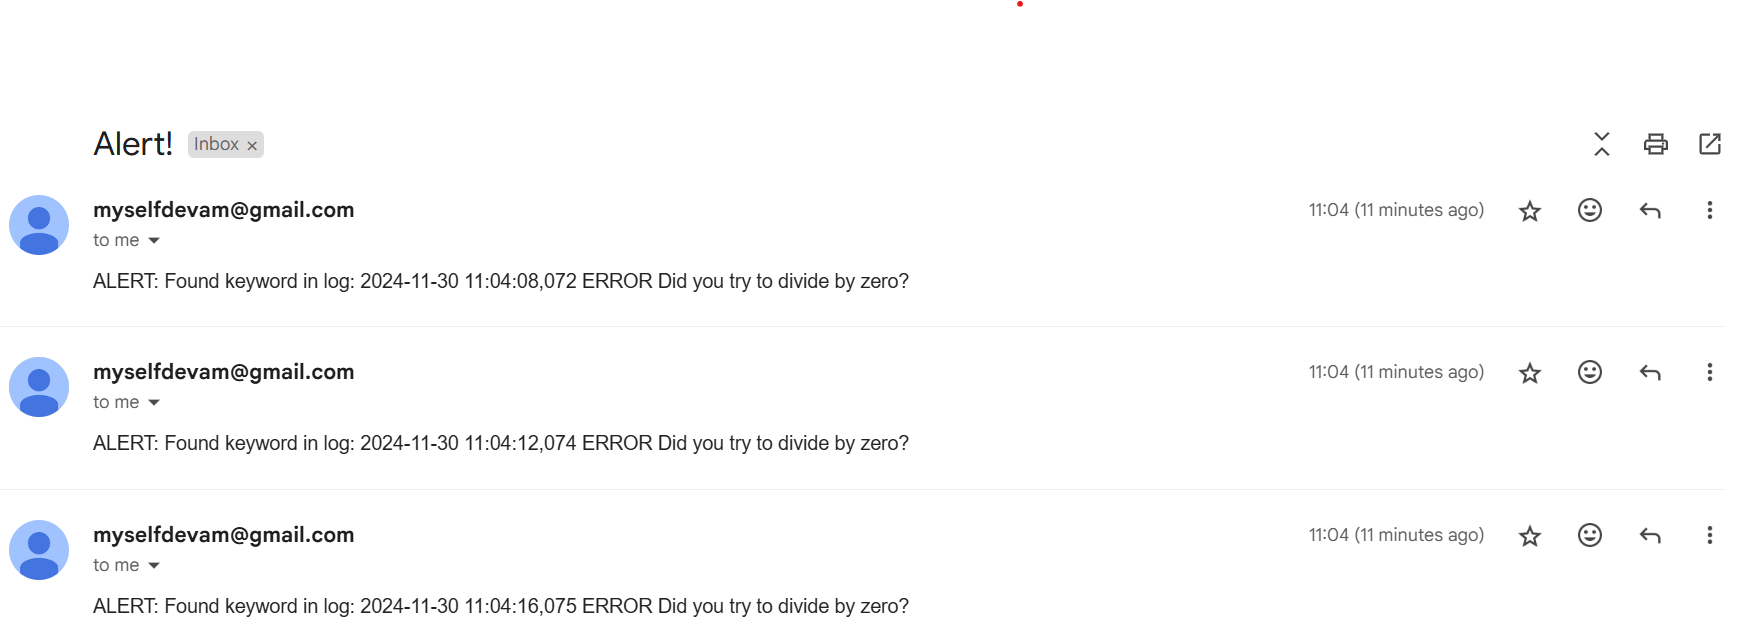 Alert! Inbox ×
myselfdevam@gmail.com 11:04 (11 minutes ago)
to me
ALERT: Found keyword in log: 2024-11-30 11:04:08,072 ERROR Did you try to divide by zero?
myselfdevam@gmail.com 11:04 (11 minutes ago)
to me
ALERT: Found keyword in log: 2024-11-30 11:04:12,074 ERROR Did you try to divide by zero?
myselfdevam@gmail.com 11:04 (11 minutes ago)
to me
ALERT: Found keyword in log: 2024-11-30 11:04:16,075 ERROR Did you try to divide by zero?